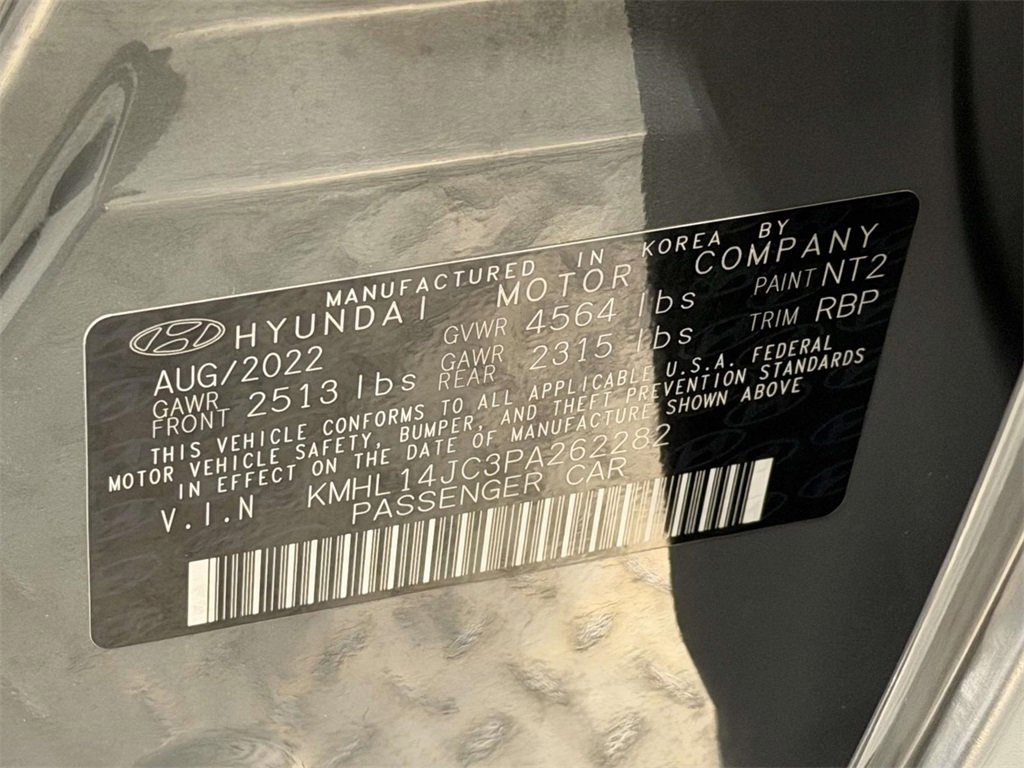 MANUFACTURED IN KOREA BY
HYUNDAI MOTOR COMPANY
AUG/2022 GVWR 4564 lbs PAINT NT2
GAWR FRONT 2513 lbs GAWR REAR 2315 lbs TRIM RBP
THIS VEHICLE CONFORMS TO ALL APPLICABLE U.S.A. FEDERAL
MOTOR VEHICLE SAFETY, BUMPER, AND THEFT PREVENTION STANDARDS
IN EFFECT ON THE DATE OF MANUFACTURE SHOWN ABOVE
V.I.N KMHL14JC3PA262282
PASSENGER CAR